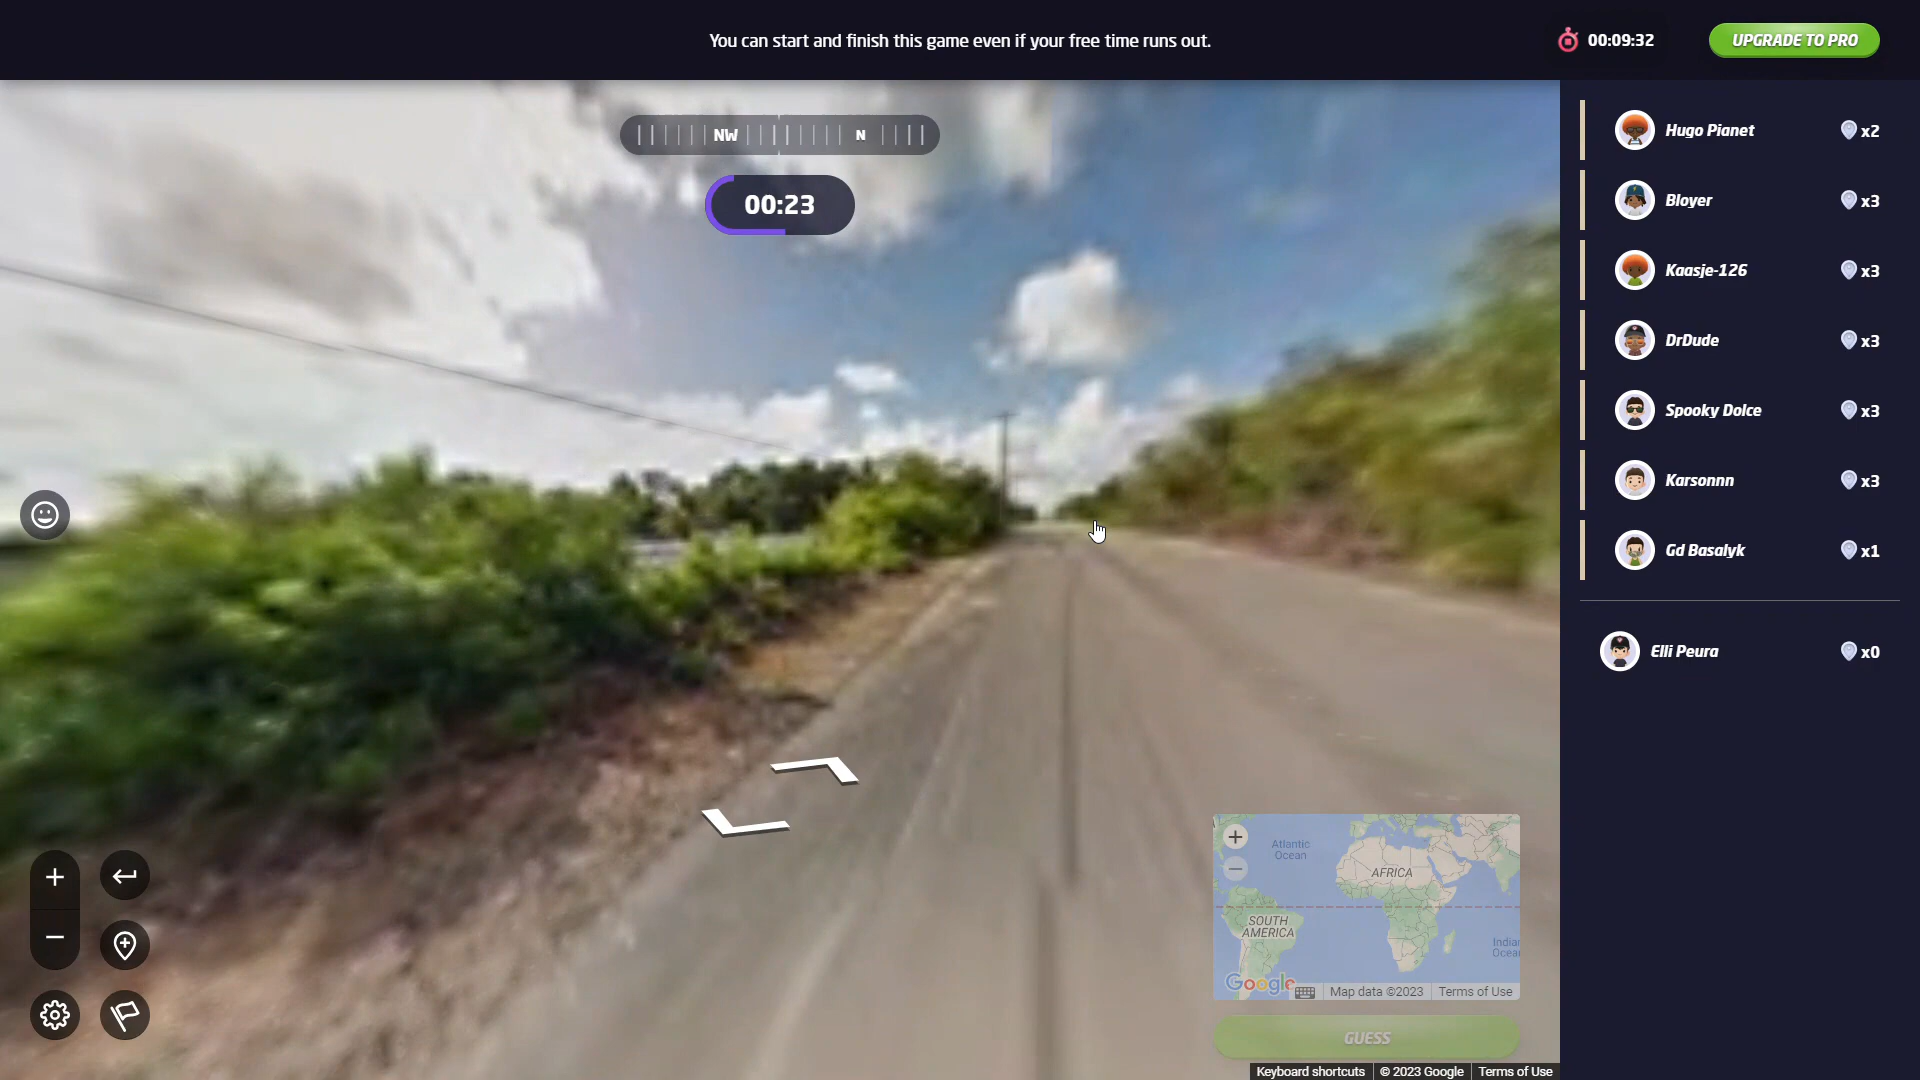 You can start and finish this game even if your free time runs out.
00:09:32
UPGRADE TO PRO
NW
N
00:23
Hugo Pianet
x2
Bloyer
x3
Kaasje-126
x3
DrDude
x3
Spooky Dolce
x3
Karsonnn
x3
Gd Basalyk
x1
Elli Peura
x0
Atlantic
Ocean
AFRICA
SOUTH
AMERICA
Google
Map data ©2023
Terms of Use
GUESS
Keyboard shortcuts
© 2023 Google
Terms of Use